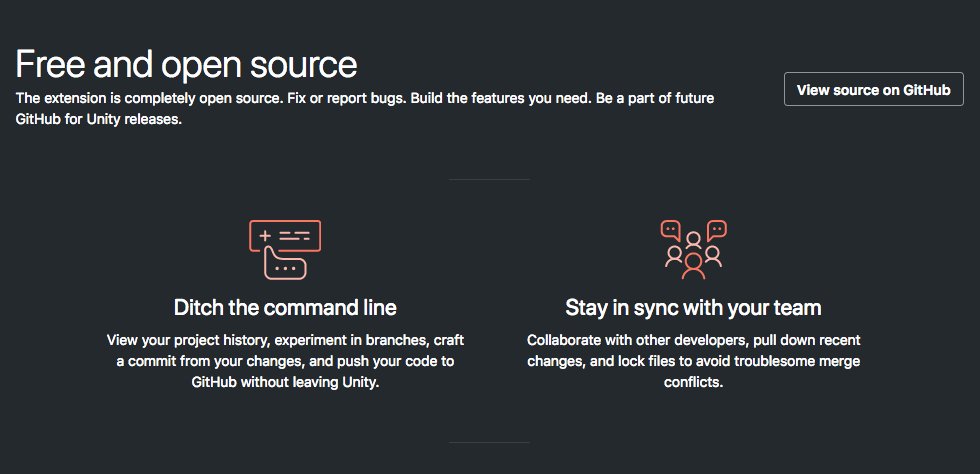 Free and open source
The extension is completely open source. Fix or report bugs. Build the features you need. Be a part of future
GitHub for Unity releases.
View source on GitHub
Ditch the command line
View your project history, experiment in branches, craft
a commit from your changes, and push your code to
GitHub without leaving Unity.
Stay in sync with your team
Collaborate with other developers, pull down recent
changes, and lock files to avoid troublesome merge
conflicts.